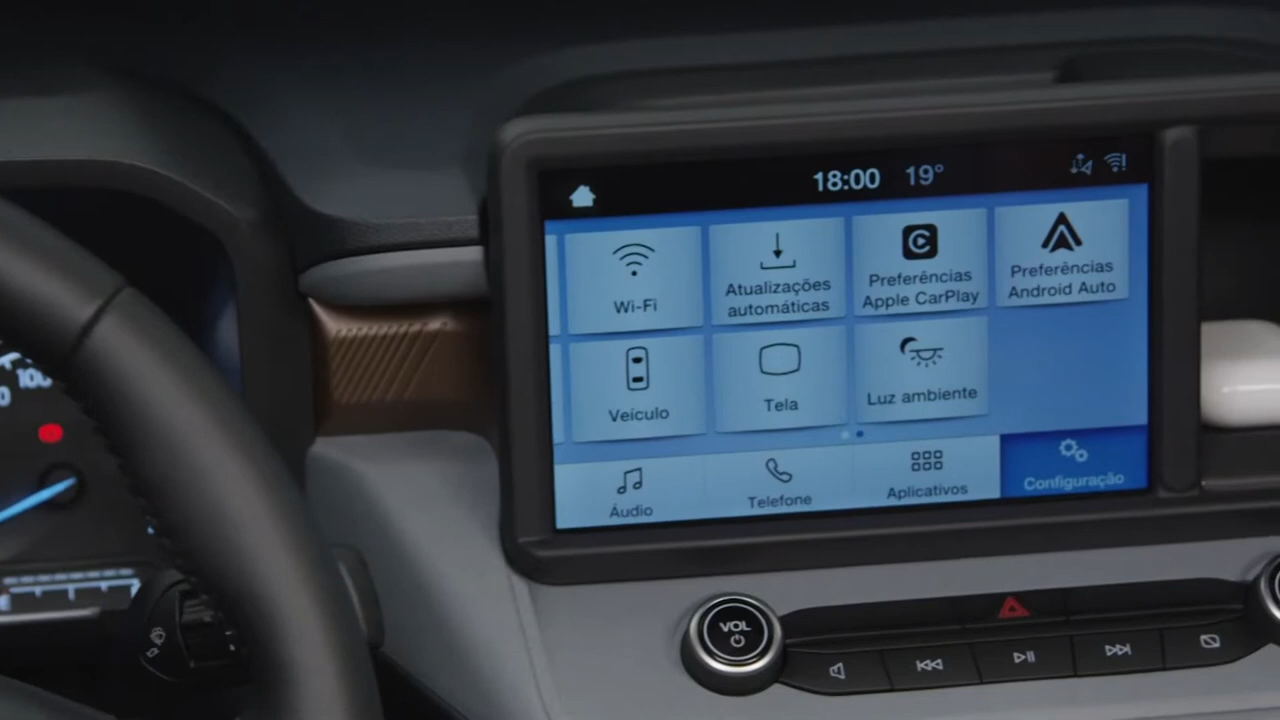 18:00 19°
Wi-Fi
Atualizações
automáticas
Preferências
Apple CarPlay
Preferências
Android Auto
Veículo
Tela
Luz ambiente
Áudio
Telefone
Aplicativos
Configuração
100
VOL